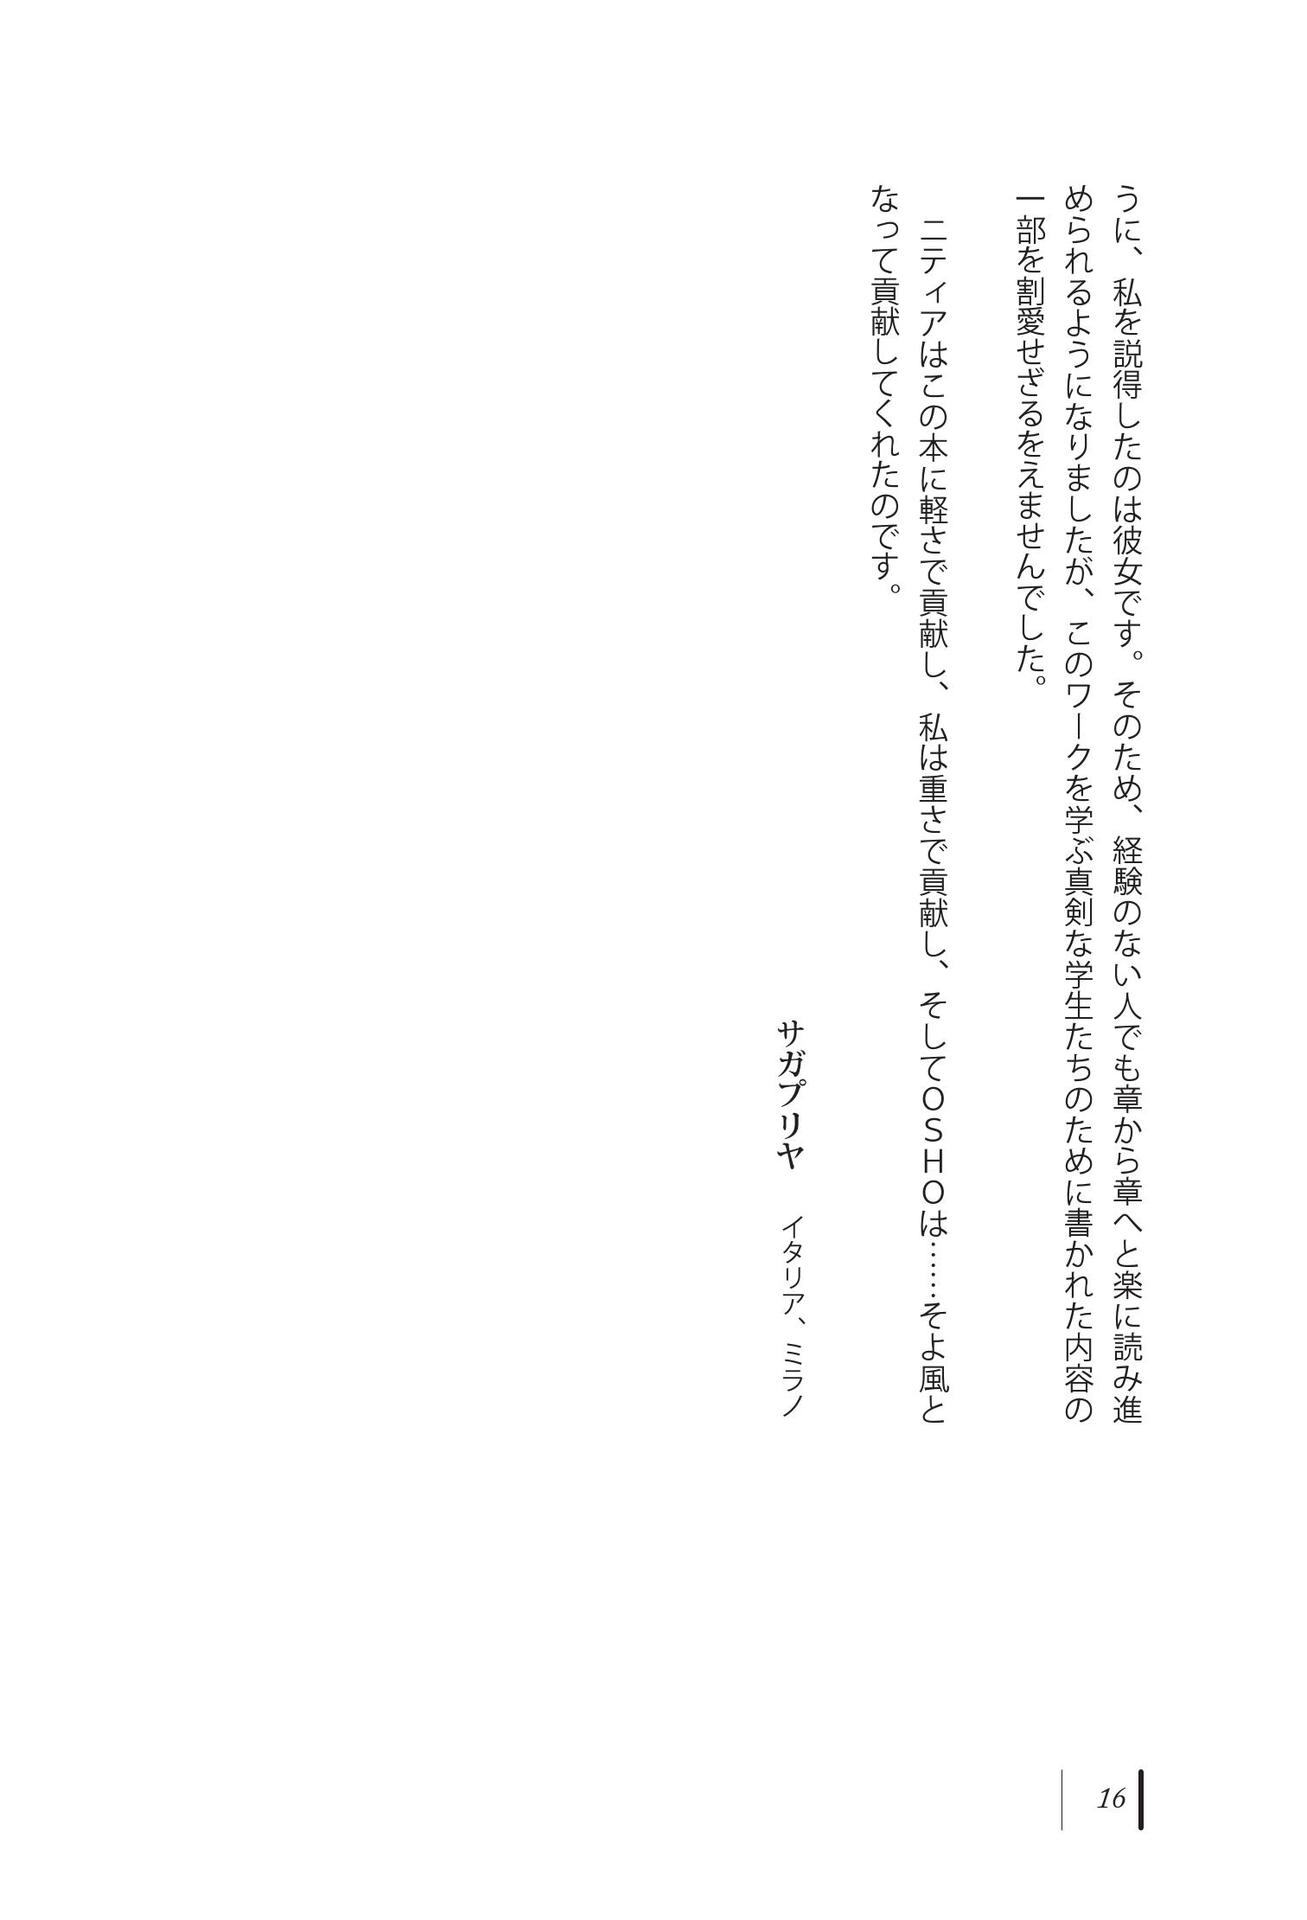 うに、私を説得したのは彼女です。そのため、経験のない人でも章から章へと楽に読み進
められるようになりましたが、このワークを学ぶ真剣な学生たちのために書かれた内容の
一部を割愛せざるをえませんでした。
ニティアはこの本に軽さで貢献し、私は重さで貢献し、そしてＯＳＨＯは……そよ風と
なって貢献してくれたのです。
サガプリヤ　イタリア、ミラノ
16